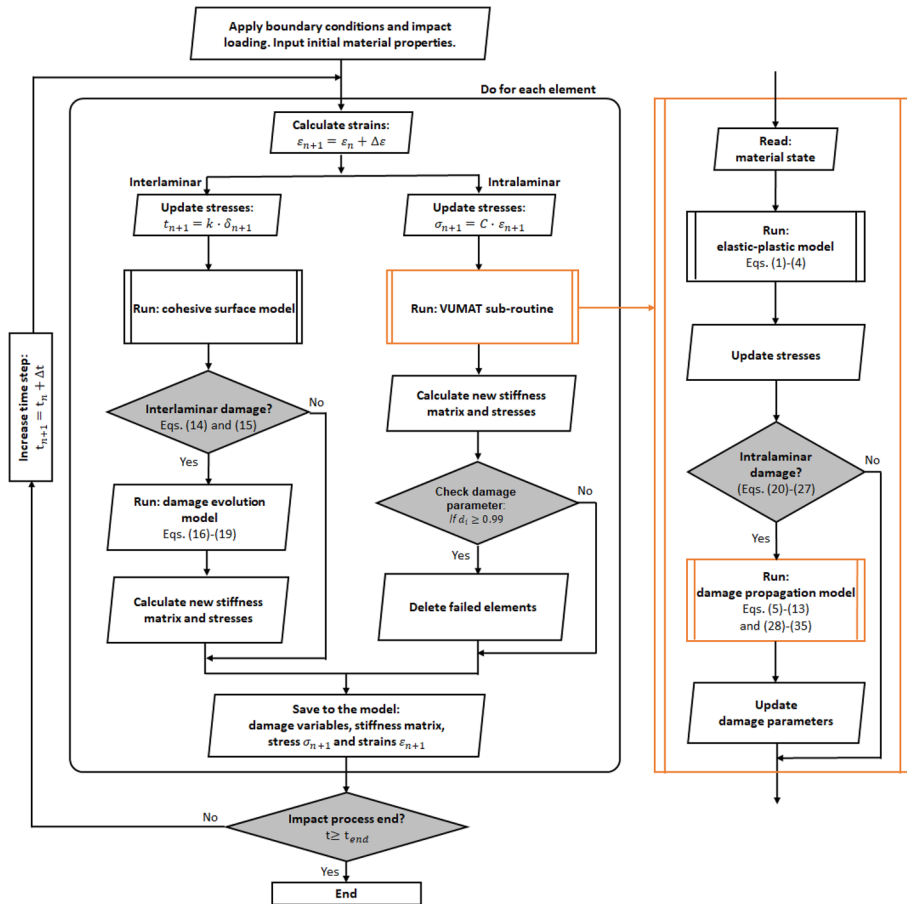 Apply boundary conditions and impact
loading. Input initial material properties.
Do for each element
Calculate strains:
εₙ₊₁ = εₙ + Δε
Interlaminar
Intralaminar
Update stresses:
tₙ₊₁ = k · δₙ₊₁
Update stresses:
σₙ₊₁ = C · εₙ₊₁
Run: cohesive surface model
Run: VUMAT sub-routine
Interlaminar damage?
Eqs. (14) and (15)
No
Yes
Calculate new stiffness
matrix and stresses
Run: damage evolution
model
Eqs. (16)-(19)
Check damage
parameter:
If dᵢ ≥ 0.99
No
Yes
Calculate new stiffness
matrix and stresses
Delete failed elements
Save to the model:
damage variables, stiffness matrix,
stress σₙ₊₁ and strains εₙ₊₁
Impact process end?
t≥ t_end
No
Yes
End
Increase time step:
tₙ₊₁ = tₙ + Δt
Read:
material state
Run:
elastic-plastic model
Eqs. (1)-(4)
Update stresses
Intralaminar
damage?
(Eqs. (20)-(27)
No
Yes
Run:
damage propagation model
Eqs. (5)-(13)
and (28)-(35)
Update
damage parameters